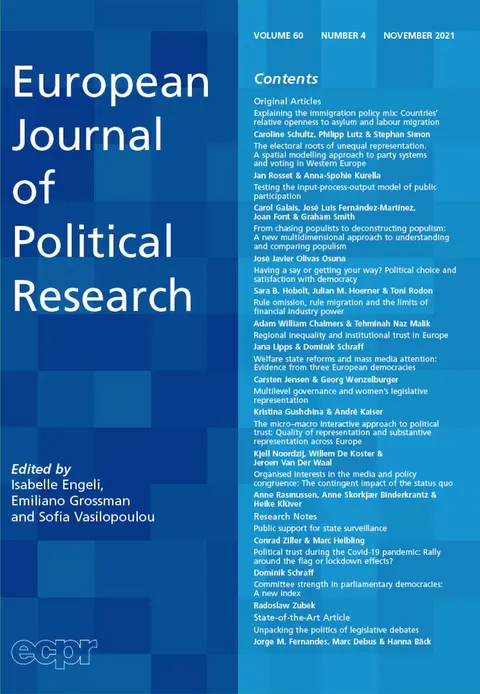 VOLUME 60 NUMBER 4 NOVEMBER 2021
European
Journal
of
Political
Research
Edited by
Isabelle Engeli,
Emiliano Grossman
and Sofia Vasilopoulou
ecpr
Contents
Original Articles
Explaining the immigration policy mix: Countries'
relative openness to asylum and labour migration
Caroline Schultz, Philipp Lutz & Stephan Simon
The electoral roots of unequal representation.
A spatial modelling approach to party systems
and voting in Western Europe
Jan Rosset & Anna-Spohie Kurella
Testing the input-process-output model of public
participation
Carol Galais, José Luis Fernández-Martínez,
Joan Font & Graham Smith
From chasing populists to deconstructing populism:
A new multidimensional approach to understanding
and comparing populism
José Javier Olivas Osuna
Having a say or getting your way? Political choice and
satisfaction with democracy
Sara B. Hobolt, Julian M. Hoerner & Toni Rodon
Rule omission, rule migration and the limits of
financial industry power
Adam William Chalmers & Tehminah Naz Malik
Regional inequality and institutional trust in Europe
Jana Lipps & Dominik Schraff
Welfare state reforms and mass media attention:
Evidence from three European democracies
Carsten Jensen & Georg Wenzelburger
Multilevel governance and women's legislative
representation
Kristina Gushchina & André Kaiser
The micro–macro interactive approach to political
trust: Quality of representation and substantive
representation across Europe
Kjell Noordzij, Willem De Koster &
Jeroen Van Der Waal
Organised interests in the media and policy
congruence: The contingent impact of the status quo
Anne Rasmussen, Anne Skorkjær Binderkrantz &
Heike Klüver
Research Notes
Public support for state surveillance
Conrad Ziller & Marc Helbling
Political trust during the Covid-19 pandemic: Rally
around the flag or lockdown effects?
Dominik Schraff
Committee strength in parliamentary democracies:
A new index
Radoslaw Zubek
State-of-the-Art Article
Unpacking the politics of legislative debates
Jorge M. Fernandes, Marc Debus & Hanna Bäck